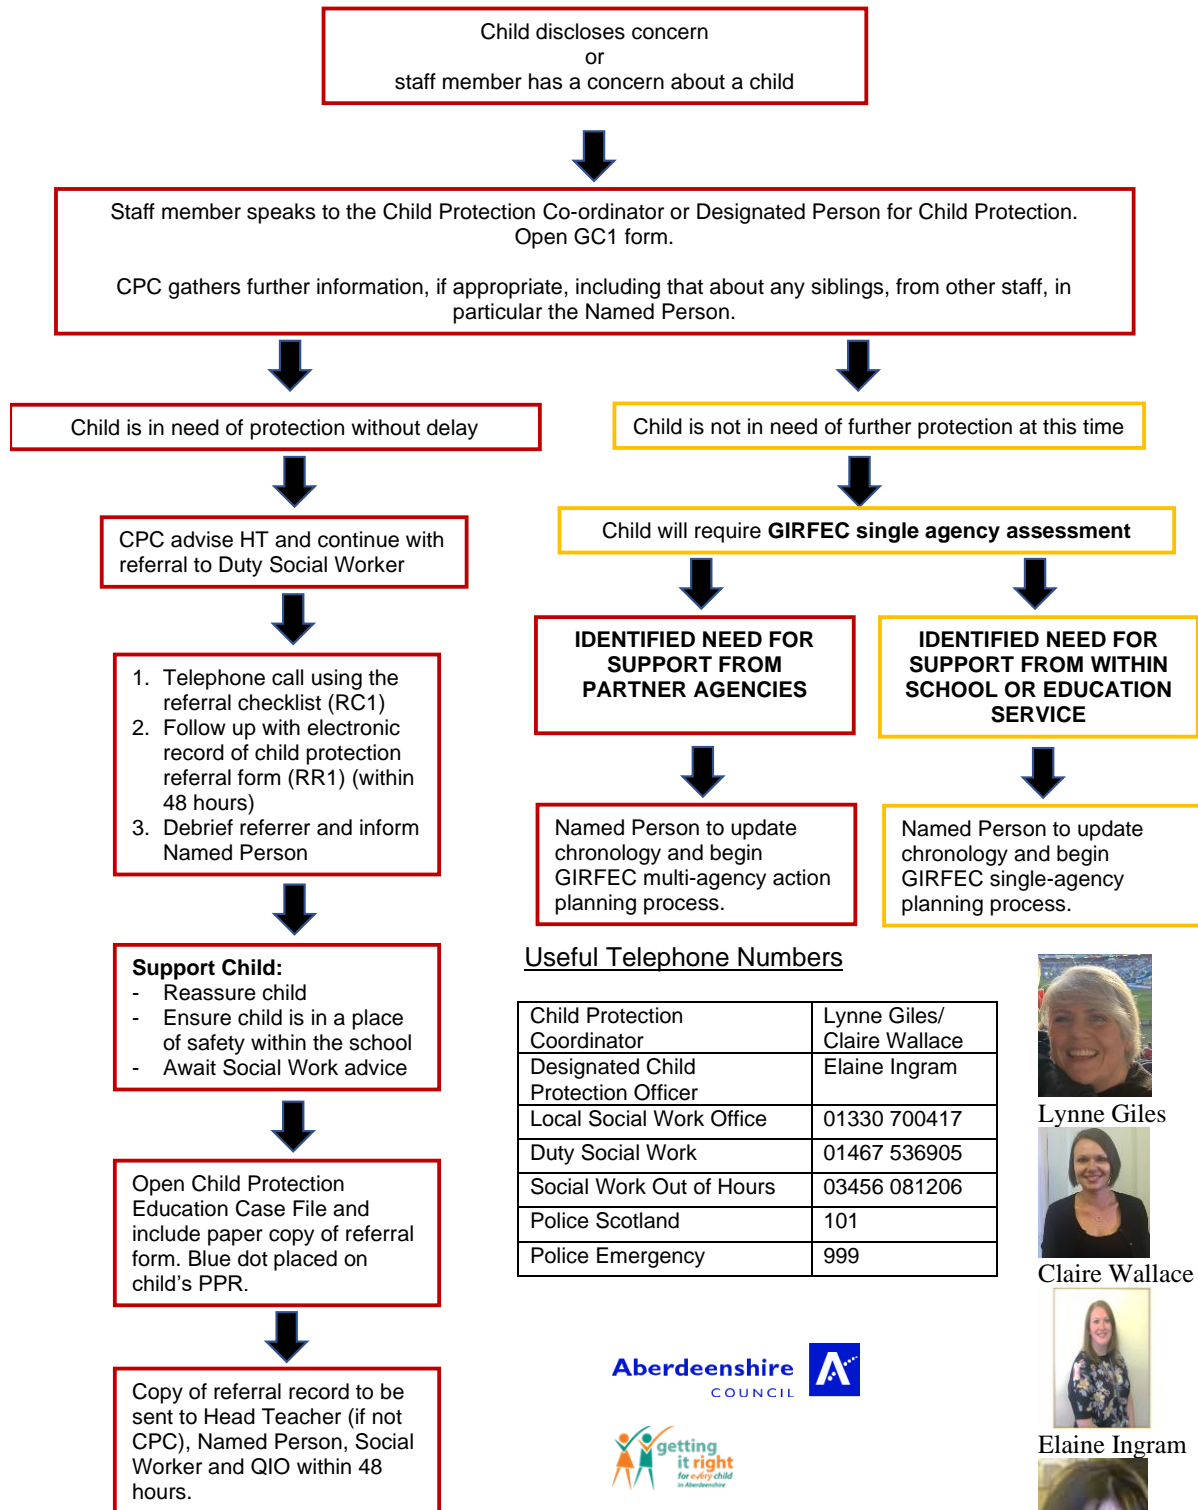 Child discloses concern
or
staff member has a concern about a child
Staff member speaks to the Child Protection Co-ordinator or Designated Person for Child Protection.
Open GC1 form.
CPC gathers further information, if appropriate, including that about any siblings, from other staff, in
particular the Named Person.
Child is in need of protection without delay
Child is not in need of further protection at this time
CPC advise HT and continue with
referral to Duty Social Worker
Child will require GIRFEC single agency assessment
1. Telephone call using the
referral checklist (RC1)
2. Follow up with electronic
record of child protection
referral form (RR1) (within
48 hours)
3. Debrief referrer and inform
Named Person
IDENTIFIED NEED FOR
SUPPORT FROM
PARTNER AGENCIES
IDENTIFIED NEED FOR
SUPPORT FROM WITHIN
SCHOOL OR EDUCATION
SERVICE
Named Person to update
chronology and begin
GIRFEC multi-agency action
planning process.
Named Person to update
chronology and begin
GIRFEC single-agency
planning process.
Support Child:
- Reassure child
- Ensure child is in a place
of safety within the school
- Await Social Work advice
Open Child Protection
Education Case File and
include paper copy of referral
form. Blue dot placed on
child's PPR.
Copy of referral record to be
sent to Head Teacher (if not
CPC), Named Person, Social
Worker and QIO within 48
hours.
Useful Telephone Numbers
Child Protection
Coordinator
Lynne Giles/
Claire Wallace
Designated Child
Protection Officer
Elaine Ingram
Local Social Work Office
01330 700417
Duty Social Work
01467 536905
Social Work Out of Hours
03456 081206
Police Scotland
101
Police Emergency
999
Lynne Giles
Claire Wallace
Elaine Ingram
Aberdeenshire
COUNCIL
getting
it right
for every child
in Aberdeenshire